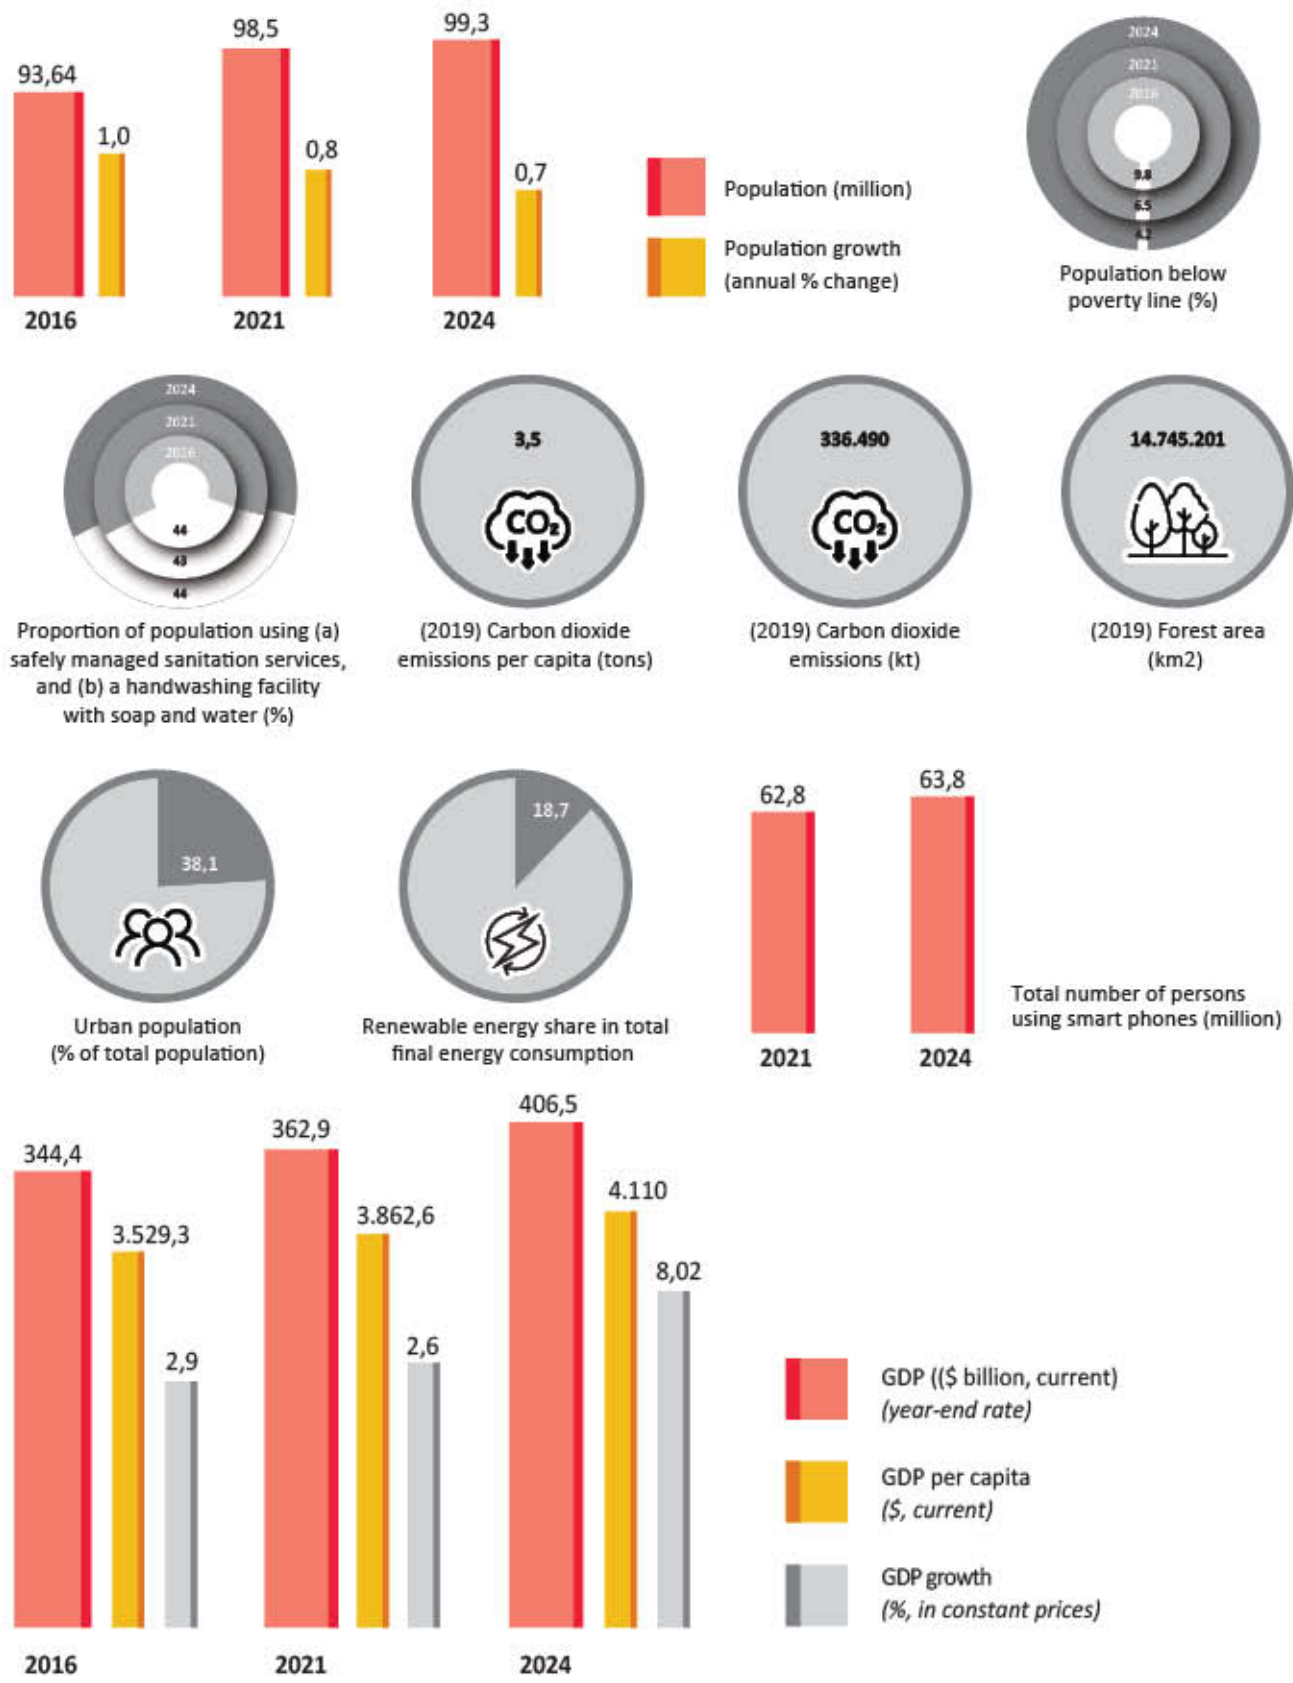 93,64
1,0
2016
98,5
0,8
2021
99,3
0,7
2024
Population (million)
Population growth
(annual % change)
2024
2021
2016
9.8
6.5
4.2
Population below
poverty line (%)
2024
2021
2016
44
43
44
Proportion of population using (a)
safely managed sanitation services,
and (b) a handwashing facility
with soap and water (%)
3,5
CO₂
(2019) Carbon dioxide
emissions per capita (tons)
336.490
CO₂
(2019) Carbon dioxide
emissions (kt)
14.745.201
(2019) Forest area
(km2)
38,1
Urban population
(% of total population)
18,7
Renewable energy share in total
final energy consumption
62,8
2021
63,8
2024
Total number of persons
using smart phones (million)
344,4
3.529,3
2,9
2016
362,9
3.862,6
2,6
2021
406,5
4.110
8,02
2024
GDP (($ billion, current)
(year-end rate)
GDP per capita
($, current)
GDP growth
(%, in constant prices)